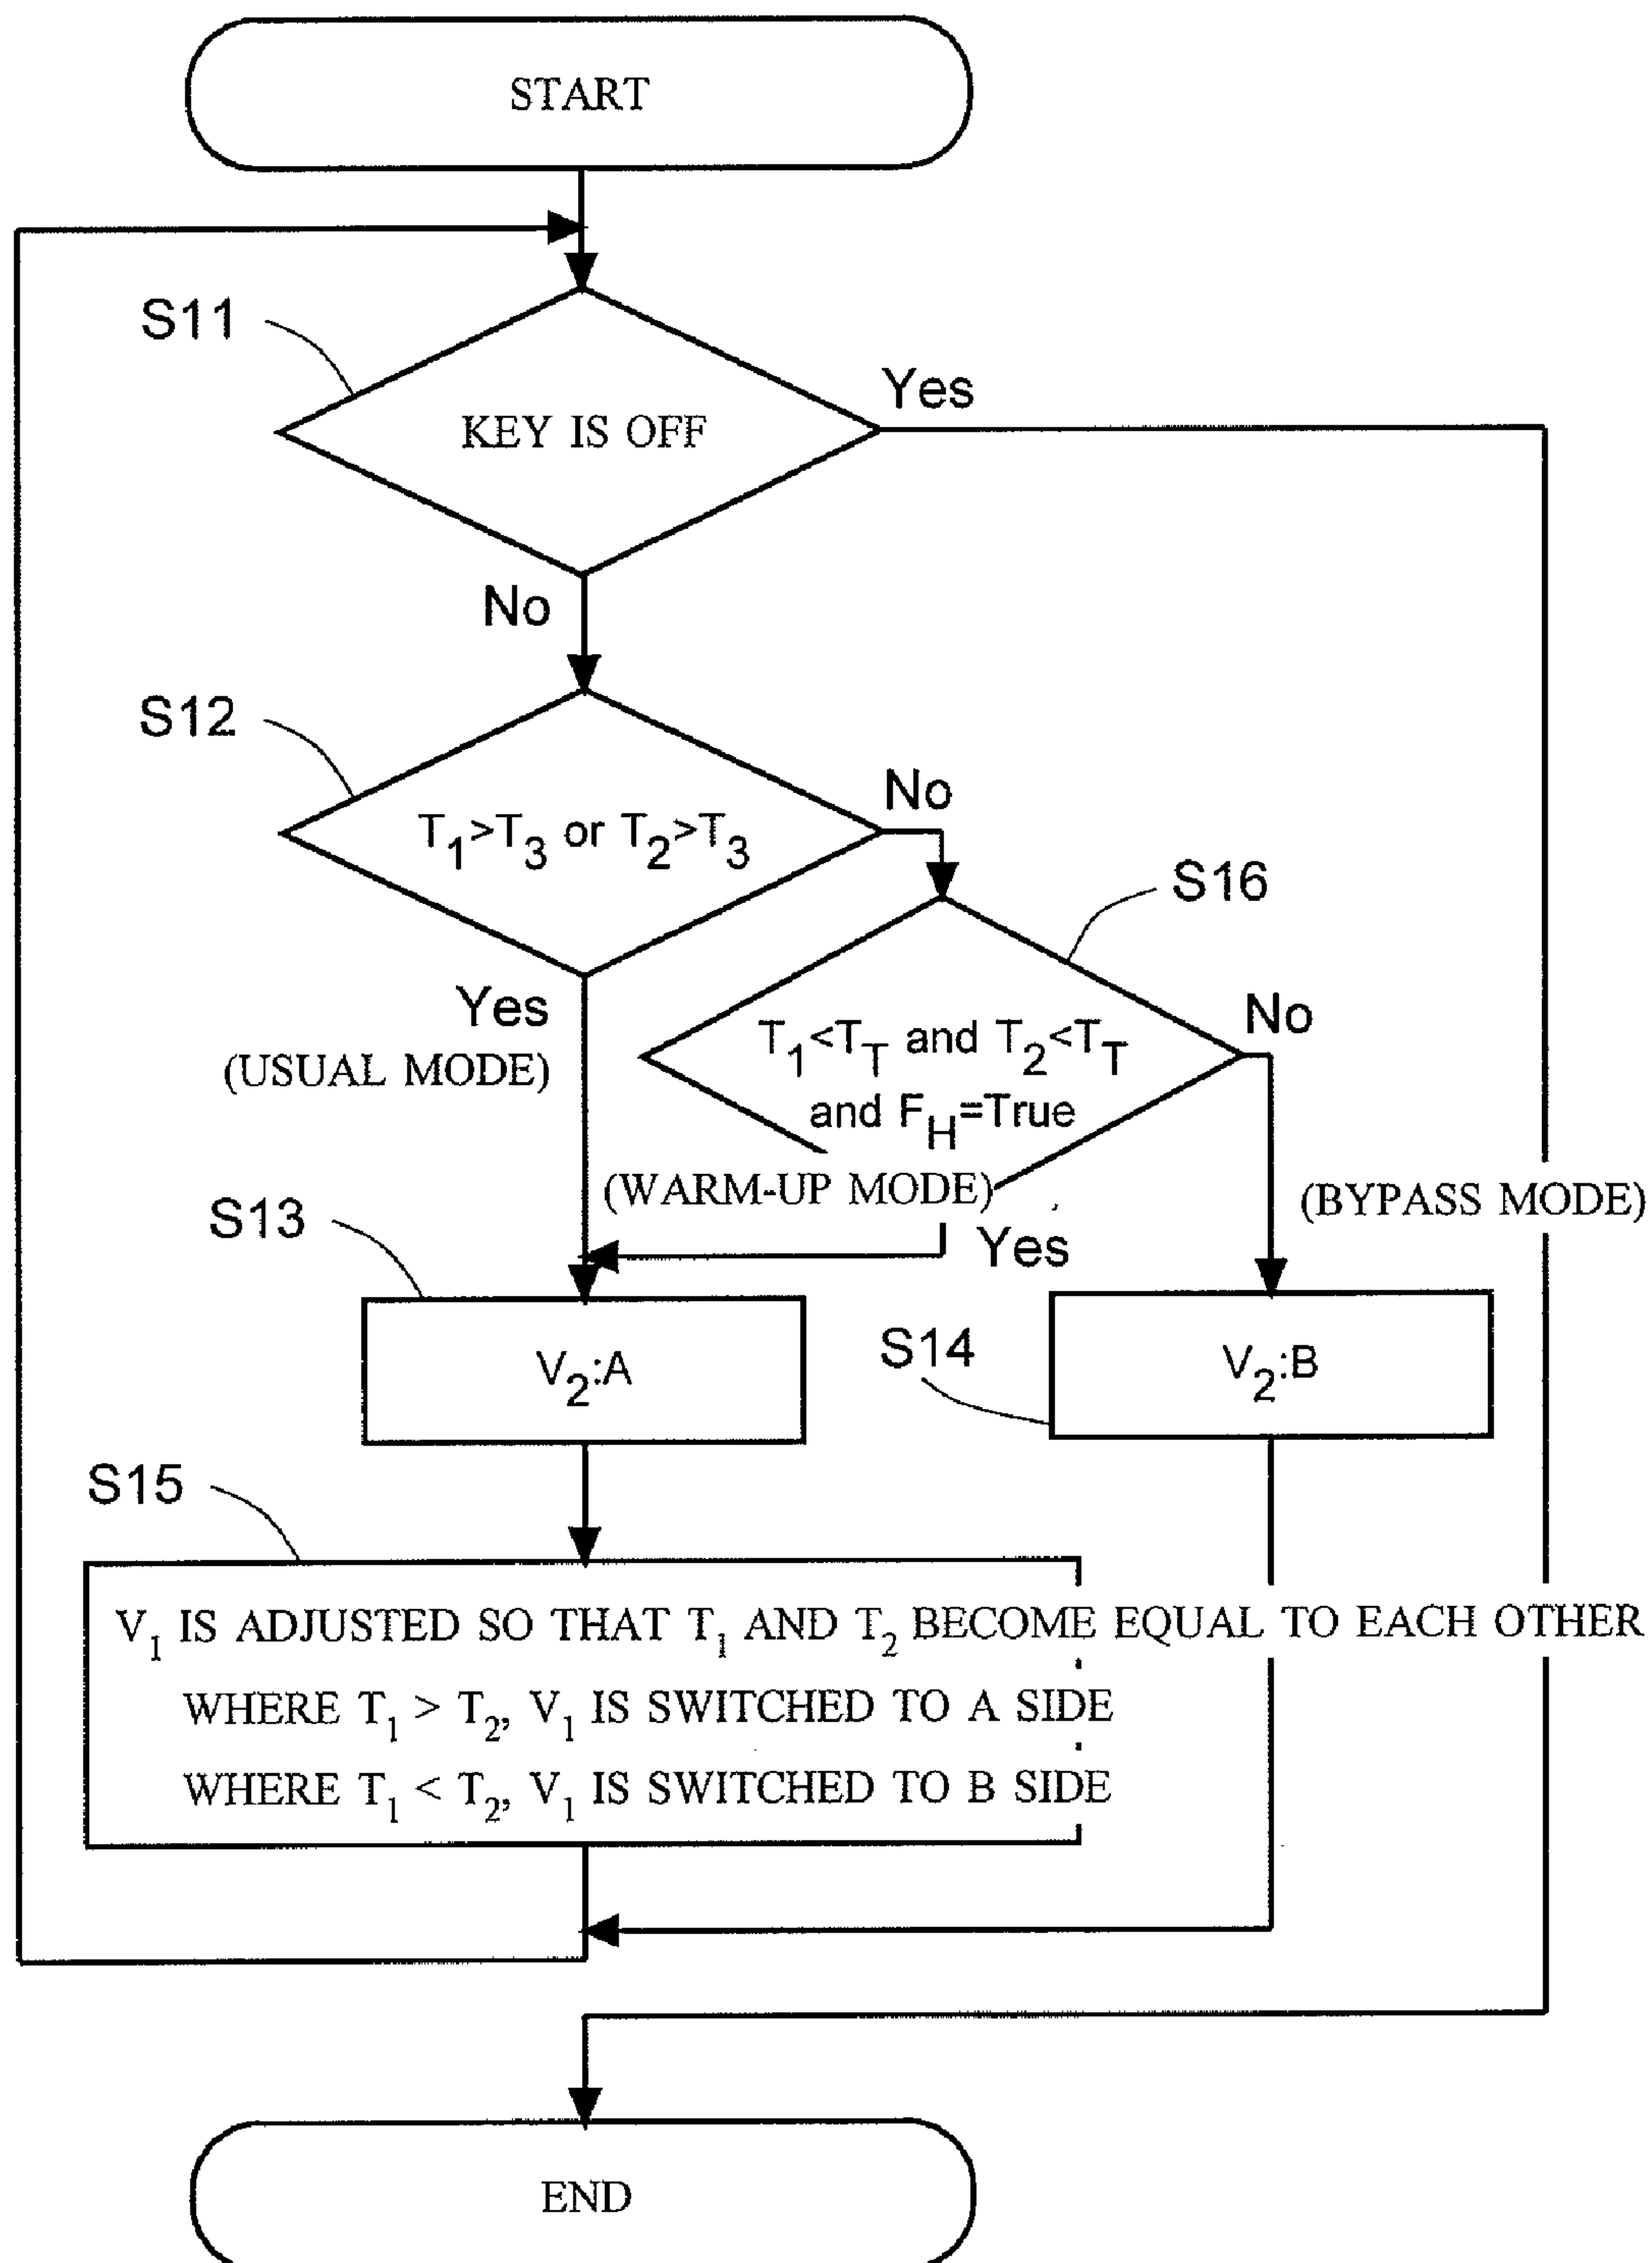 START
S11
Yes
KEY IS OFF
No
S12
No
T1>T3 or T2>T3
S16
Yes
(USUAL MODE)
T1<TT and T2<TT
and FH=True
No
(WARM-UP MODE)
(BYPASS MODE)
S13
Yes
V2:A
S14
V2:B
S15
V1 IS ADJUSTED SO THAT T1 AND T2 BECOME EQUAL TO EACH OTHER
WHERE T1 > T2, V1 IS SWITCHED TO A SIDE
WHERE T1 < T2, V1 IS SWITCHED TO B SIDE
END